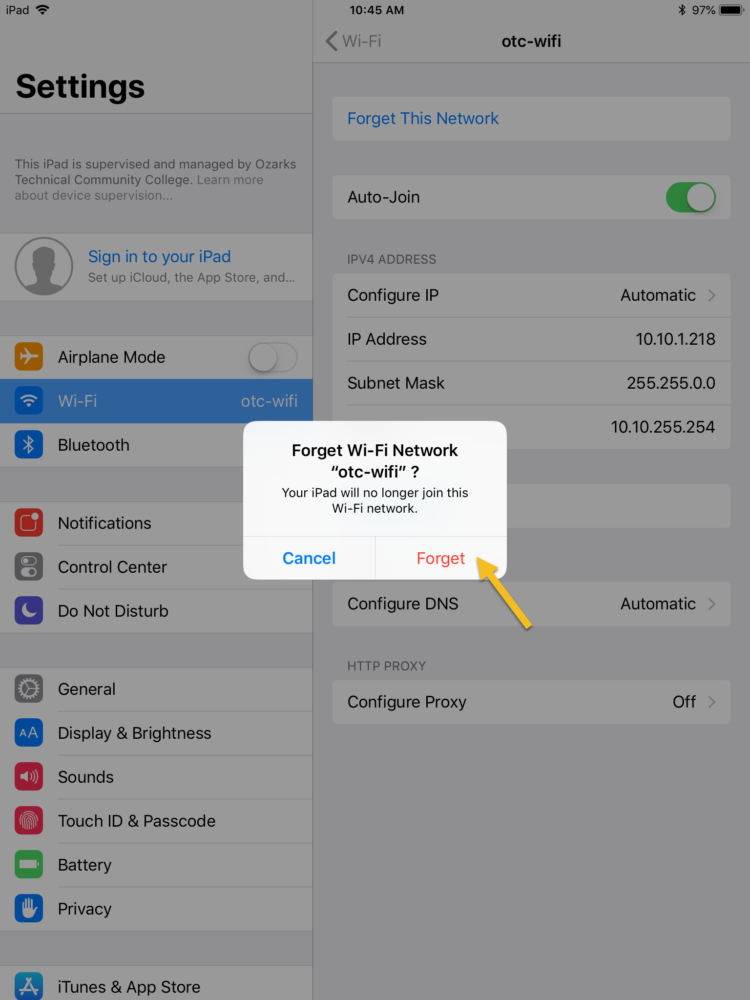 iPad
10:45 AM
97%
Settings
This iPad is supervised and managed by Ozarks
Technical Community College. Learn more
about device supervision...
Sign in to your iPad
Set up iCloud, the App Store, and...
Airplane Mode
Wi-Fi otc-wifi
Bluetooth
Notifications
Control Center
Do Not Disturb
General
AA
Display & Brightness
Sounds
Touch ID & Passcode
Battery
Privacy
iTunes & App Store
Wi-Fi
otc-wifi
Forget This Network
Auto-Join
IPV4 ADDRESS
Configure IP Automatic
IP Address 10.10.1.218
Subnet Mask 255.255.0.0
10.10.255.254
Forget Wi-Fi Network
“otc-wifi” ?
Your iPad will no longer join this
Wi-Fi network.
Cancel Forget
Configure DNS Automatic
HTTP PROXY
Configure Proxy Off